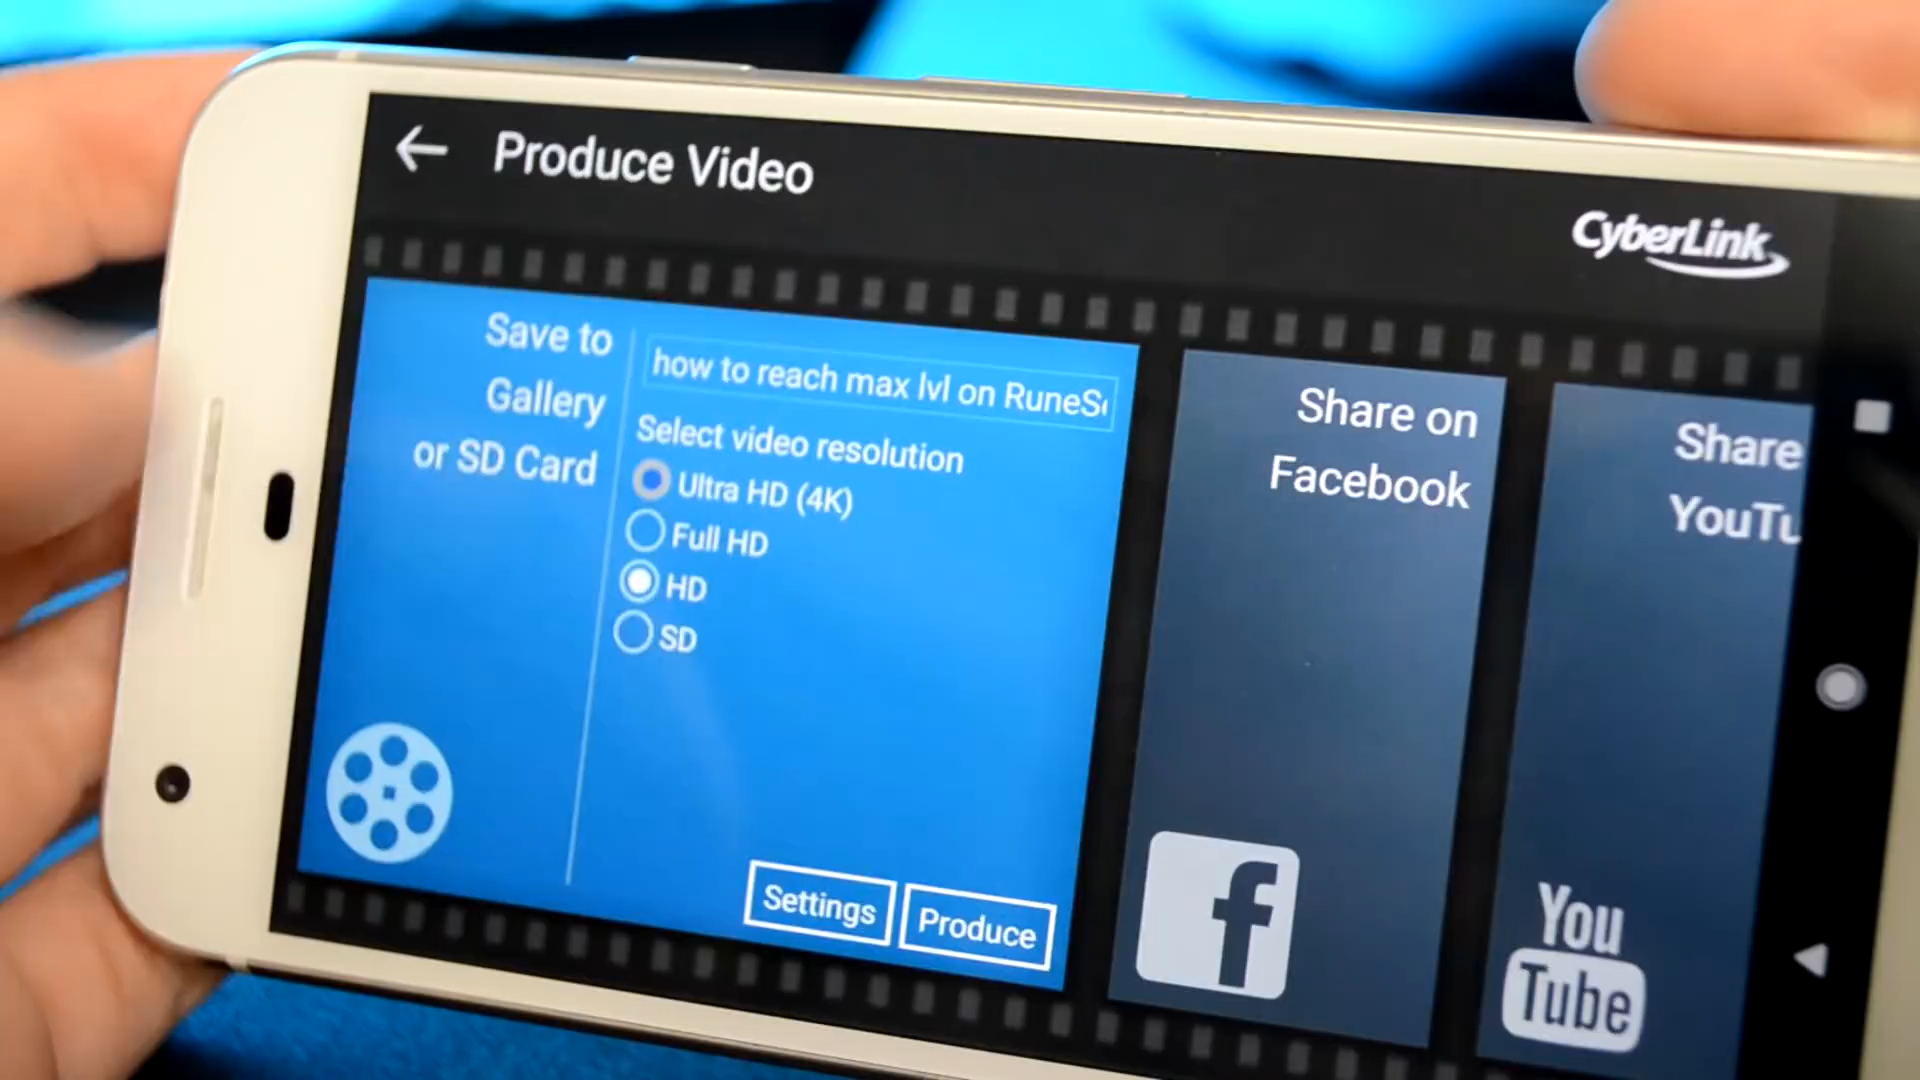 Produce Video
CyberLink
Save to
Gallery
or SD Card
how to reach max lvl on RuneSc
Select video resolution
Ultra HD (4K)
Full HD
HD
SD
Settings
Produce
Share on
Facebook
f
Share
YouTu
You
Tube